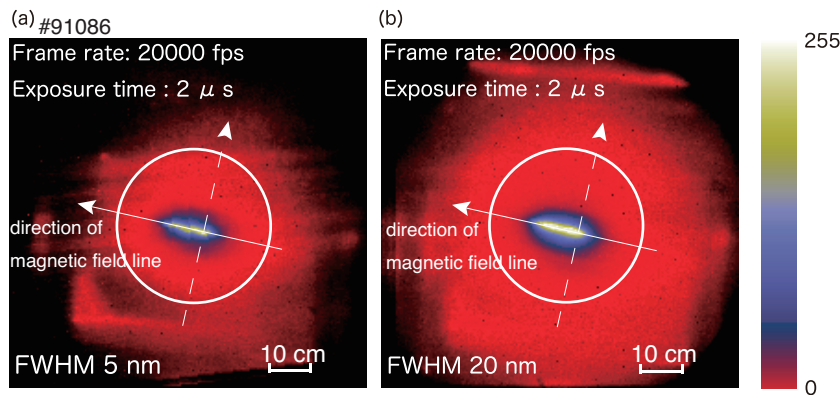 (a) #91086
Frame rate: 20000 fps
Exposure time : 2 μ s
direction of
magnetic field line
FWHM 5 nm
10 cm
(b)
Frame rate: 20000 fps
Exposure time : 2 μ s
direction of
magnetic field line
FWHM 20 nm
10 cm
255
0